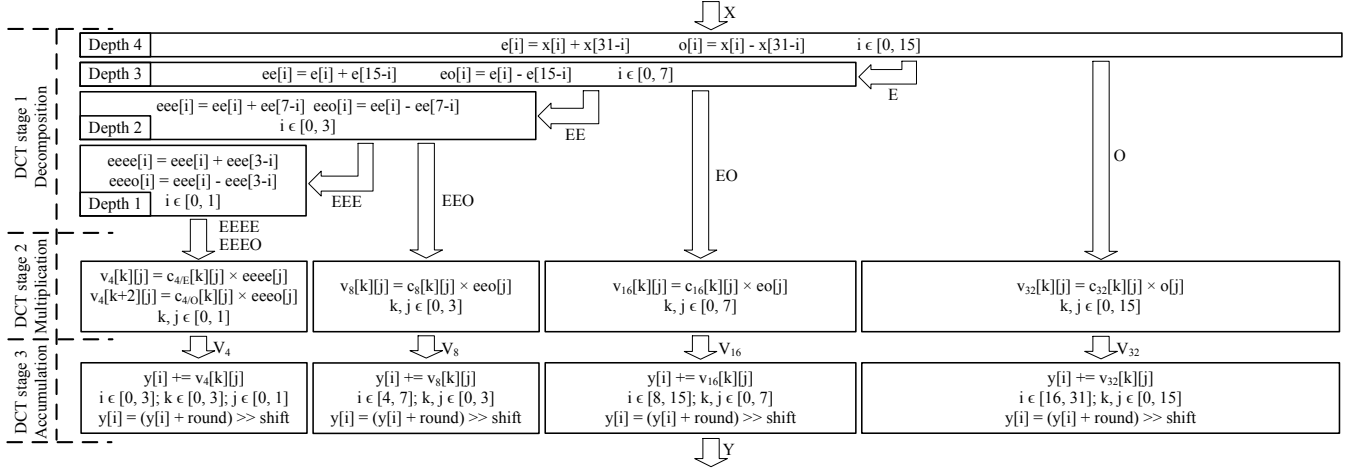 X
DCT stage 1
Decomposition
Depth 4
e[i] = x[i] + x[31-i] o[i] = x[i] - x[31-i] i ϵ [0, 15]
Depth 3
ee[i] = e[i] + e[15-i] eo[i] = e[i] - e[15-i] i ϵ [0, 7]
E
eee[i] = ee[i] + ee[7-i] eeo[i] = ee[i] - ee[7-i]
i ϵ [0, 3]
Depth 2
EE
eeee[i] = eee[i] + eee[3-i]
eeeo[i] = eee[i] - eee[3-i]
i ϵ [0, 1]
Depth 1
EEE
EEO
EO
O
EEEE
EEEO
DCT stage 2
Multiplication
v₄[k][j] = c₄/E[k][j] × eeee[j]
v₄[k+2][j] = c₄/O[k][j] × eeeo[j]
k, j ϵ [0, 1]
v₈[k][j] = c₈[k][j] × eeo[j]
k, j ϵ [0, 3]
v₁₆[k][j] = c₁₆[k][j] × eo[j]
k, j ϵ [0, 7]
v₃₂[k][j] = c₃₂[k][j] × o[j]
k, j ϵ [0, 15]
V₄
V₈
V₁₆
V₃₂
DCT stage 3
Accumulation
y[i] += v₄[k][j]
i ϵ [0, 3]; k ϵ [0, 3]; j ϵ [0, 1]
y[i] = (y[i] + round) >> shift
y[i] += v₈[k][j]
i ϵ [4, 7]; k, j ϵ [0, 3]
y[i] = (y[i] + round) >> shift
y[i] += v₁₆[k][j]
i ϵ [8, 15]; k, j ϵ [0, 7]
y[i] = (y[i] + round) >> shift
y[i] += v₃₂[k][j]
i ϵ [16, 31]; k, j ϵ [0, 15]
y[i] = (y[i] + round) >> shift
Y